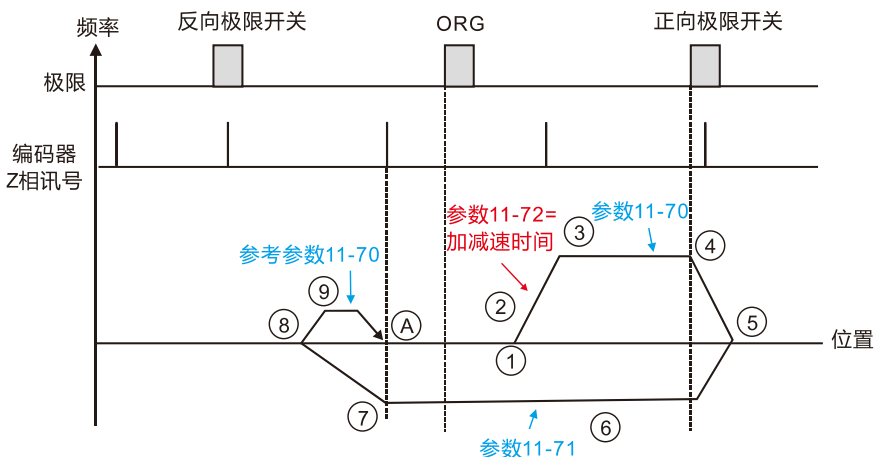 频率
反向极限开关
ORG
正向极限开关
极限
编码器
Z相讯号
参数11-72=
加减速时间
参数11-70
③
④
参考参数11-70
⑨
②
⑧
Ⓐ
⑤
①
位置
⑦
⑥
参数11-71